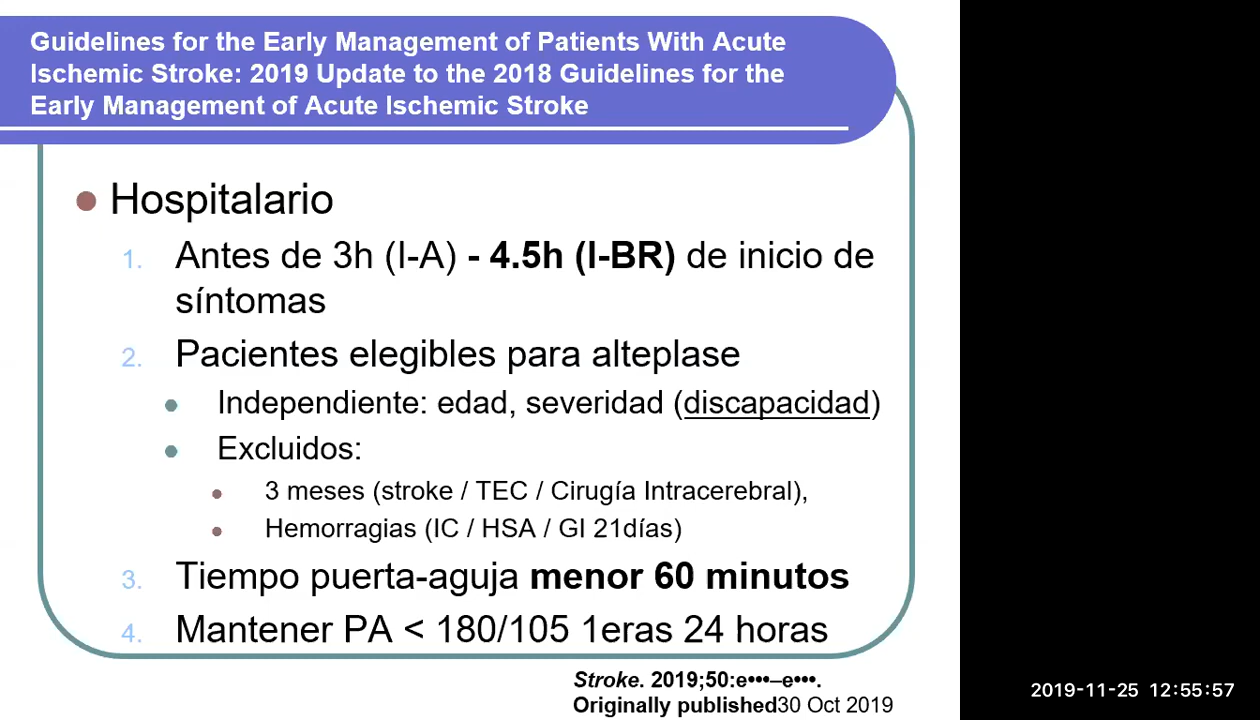 Guidelines for the Early Management of Patients With Acute
Ischemic Stroke: 2019 Update to the 2018 Guidelines for the
Early Management of Acute Ischemic Stroke
Hospitalario
1. Antes de 3h (I-A) - 4.5h (I-BR) de inicio de
síntomas
2. Pacientes elegibles para alteplase
Independiente: edad, severidad (discapacidad)
Excluidos:
3 meses (stroke / TEC / Cirugía Intracerebral),
Hemorragias (IC / HSA / GI 21días)
3. Tiempo puerta-aguja menor 60 minutos
4. Mantener PA < 180/105 1eras 24 horas
Stroke. 2019;50:e•••–e•••.
Originally published30 Oct 2019
2019-11-25 12:55:57